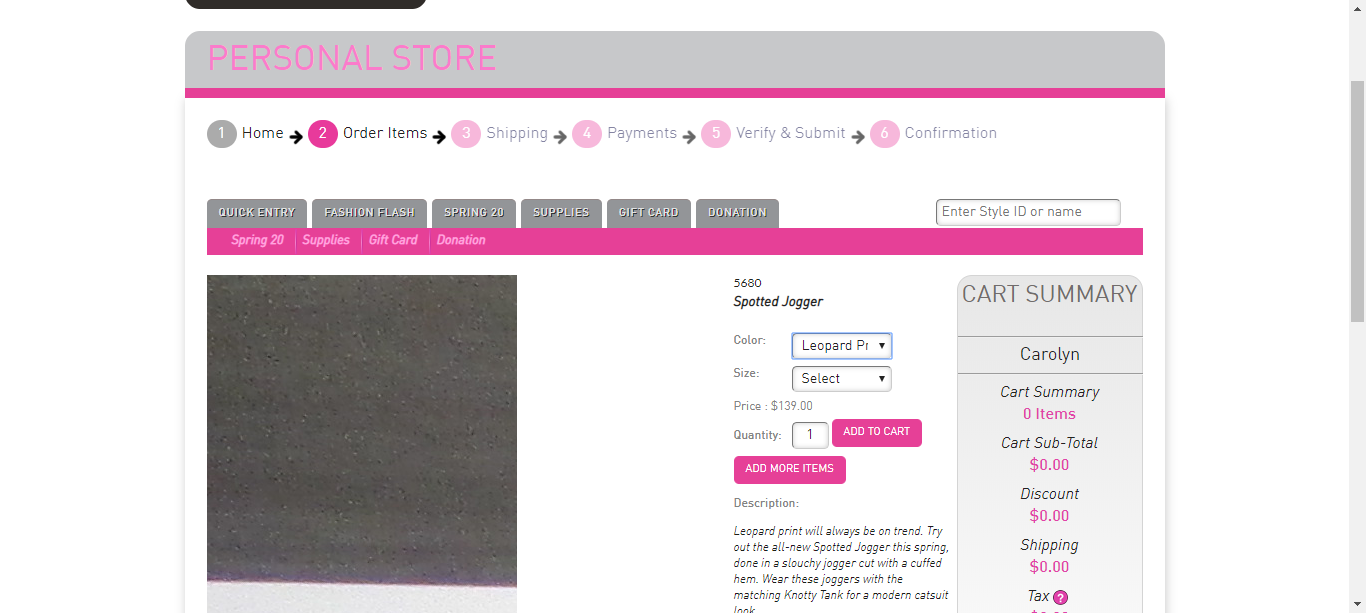 PERSONAL STORE
1 Home 2 Order Items 3 Shipping 4 Payments 5 Verify & Submit 6 Confirmation
QUICK ENTRY FASHION FLASH SPRING 20 SUPPLIES GIFT CARD DONATION
Enter Style ID or name
Spring 20 Supplies Gift Card Donation
5680
Spotted Jogger
Color: Leopard Pr
Size: Select
Price : $139.00
Quantity: 1 ADD TO CART
ADD MORE ITEMS
Description:
Leopard print will always be on trend. Try
out the all-new Spotted Jogger this spring,
done in a slouchy jogger cut with a cuffed
hem. Wear these joggers with the
matching Knotty Tank for a modern catsuit
look
CART SUMMARY
Carolyn
Cart Summary
0 Items
Cart Sub-Total
$0.00
Discount
$0.00
Shipping
$0.00
Tax ?